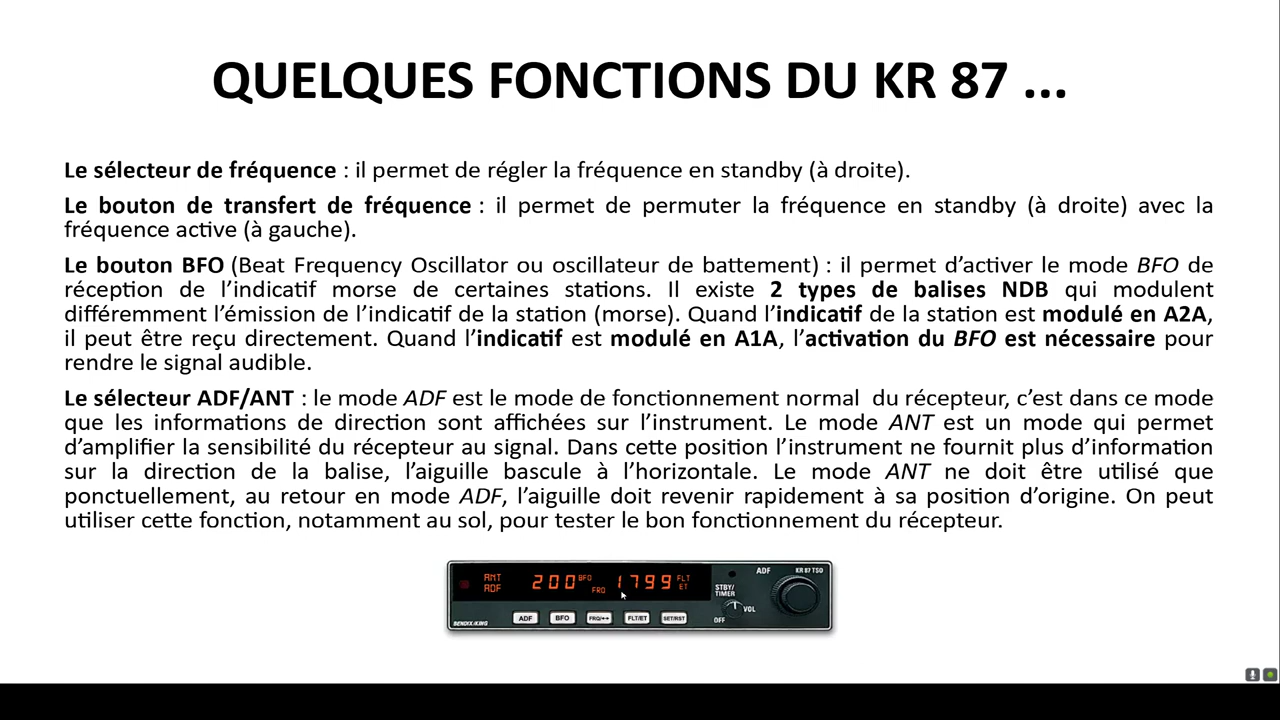 QUELQUES FONCTIONS DU KR 87 ...
Le sélecteur de fréquence : il permet de régler la fréquence en standby (à droite).
Le bouton de transfert de fréquence : il permet de permuter la fréquence en standby (à droite) avec la
fréquence active (à gauche).
Le bouton BFO (Beat Frequency Oscillator ou oscillateur de battement) : il permet d’activer le mode BFO de
réception de l’indicatif morse de certaines stations. Il existe 2 types de balises NDB qui modulent
différemment l’émission de l’indicatif de la station (morse). Quand l’indicatif de la station est modulé en A2A,
il peut être reçu directement. Quand l’indicatif est modulé en A1A, l’activation du BFO est nécessaire pour
rendre le signal audible.
Le sélecteur ADF/ANT : le mode ADF est le mode de fonctionnement normal du récepteur, c’est dans ce mode
que les informations de direction sont affichées sur l’instrument. Le mode ANT est un mode qui permet
d’amplifier la sensibilité du récepteur au signal. Dans cette position l’instrument ne fournit plus d’information
sur la direction de la balise, l’aiguille bascule à l’horizontale. Le mode ANT ne doit être utilisé que
ponctuellement, au retour en mode ADF, l’aiguille doit revenir rapidement à sa position d’origine. On peut
utiliser cette fonction, notamment au sol, pour tester le bon fonctionnement du récepteur.
ADF KR 87 TSO
ANT 200 BFO 1799 FLT
ADF FRQ ET
STBY/
TIMER
VOL
OFF
BENDIX/KING ADF BFO FRQ/↔ FLT/ET SET/RST